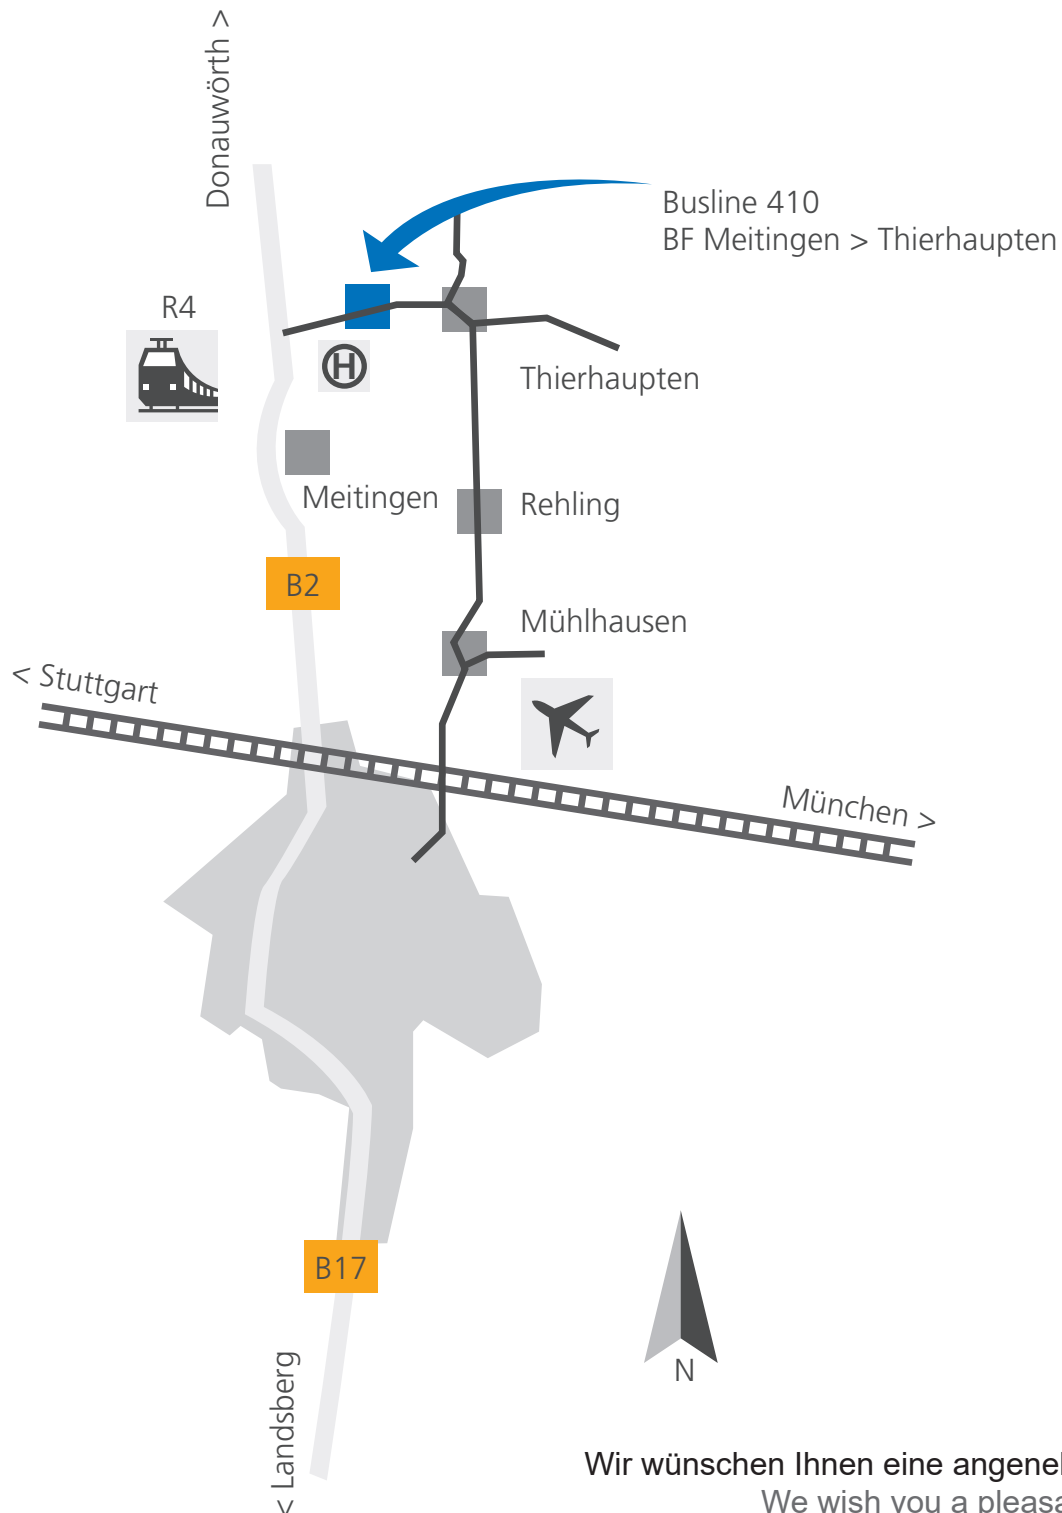 Donauwörth >
Busline 410
BF Meitingen > Thierhaupten
R4
H
Thierhaupten
Meitingen
Rehling
B2
Mühlhausen
< Stuttgart
München >
B17
N
< Landsberg
Wir wünschen Ihnen eine
We wish you a